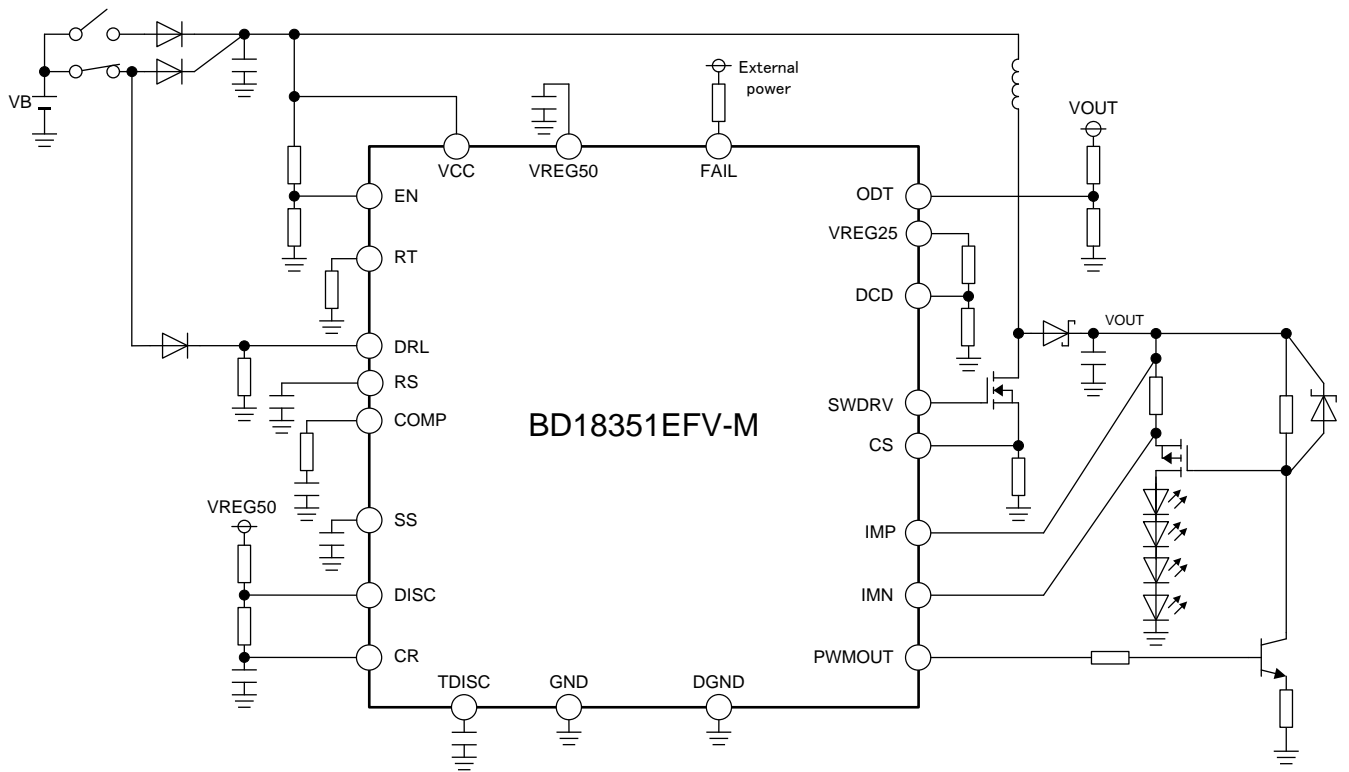 VB
External
power
VOUT
VCC
VREG50
FAIL
EN
ODT
VREG25
RT
DCD
VOUT
DRL
RS
COMP
BD18351EFV-M
SWDRV
CS
VREG50
SS
IMP
DISC
IMN
CR
PWMOUT
TDISC
GND
DGND